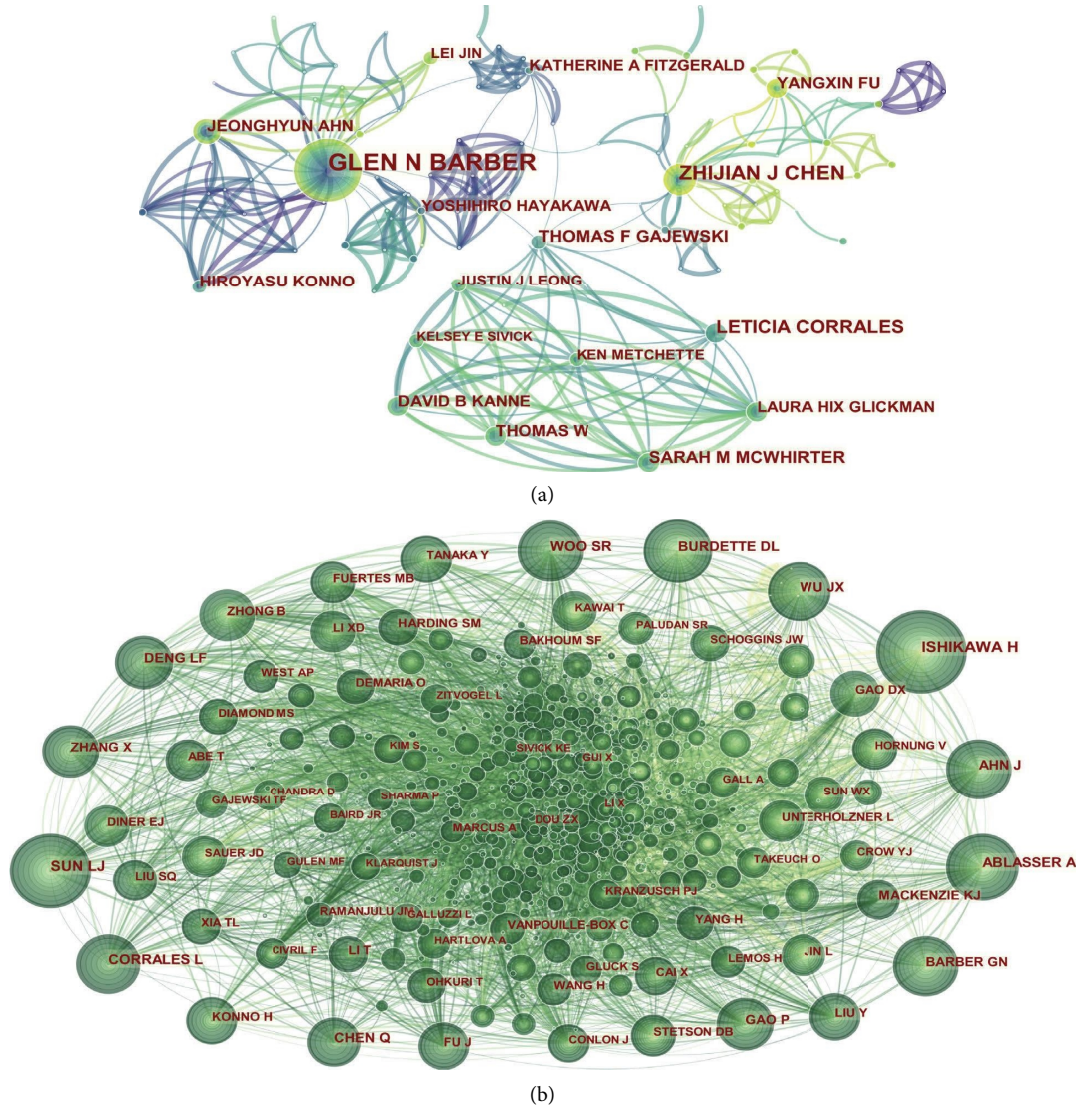 LEI JIN
KATHERINE A FITZGERALD
YANGXIN FU
JEONGHYUN AHN
GLEN N BARBER
ZHIJIAN J CHEN
YOSHIHIRO HAYAKAWA
THOMAS F GAJEWSKI
HIROYASU KONNO
JUSTIN J LEONG
LETICIA CORRALES
KELSEY E SIVICK
KEN METCHETTE
DAVID B KANNE
LAURA HIX GLICKMAN
THOMAS W
SARAH M MCWHIRTER
(a)
TANAKA Y
WOO SR
BURDETTE DL
FUERTES MB
WU JX
ZHONG B
LI XD
HARDING SM
KAWAI T
PALUDAN SR
BAKHOUM SF
SCHOGGINS JW
ISHIKAWA H
DENG LF
WEST AP
DEMARIA O
ZITVOGEL L
GAO DX
DIAMOND MS
ZHANG X
ABE T
KIM S
SIVICK KE
GUI X
HORNUNG V
AHN J
GALL A
CHANDRA D
SUN WX
GAJEWSKI TF
SHARMA P
LI X
BAIRD JR
MARCUS A
DOU ZX
UNTERHOLZNER L
DINER EJ
SUN LJ
SAUER JD
GULEN MF
KLARQUIST J
TAKEUCH O
CROW YJ
ABLASSER A
LIU SQ
KRANZUSCH PJ
MACKENZIE KJ
RAMANJULU JM
GALLUZZI L
XIA TL
VANPOUILLE-BOX C
YANG H
HARTLOVA A
CORRALES L
CIVRIL F
LI T
JIN L
LEMOS H
BARBER GN
GLUCK S
CAI X
OHKURI T
WANG H
KONNO H
CHEN Q
FU J
CONLON J
STETSON DB
GAO P
LIU Y
(b)